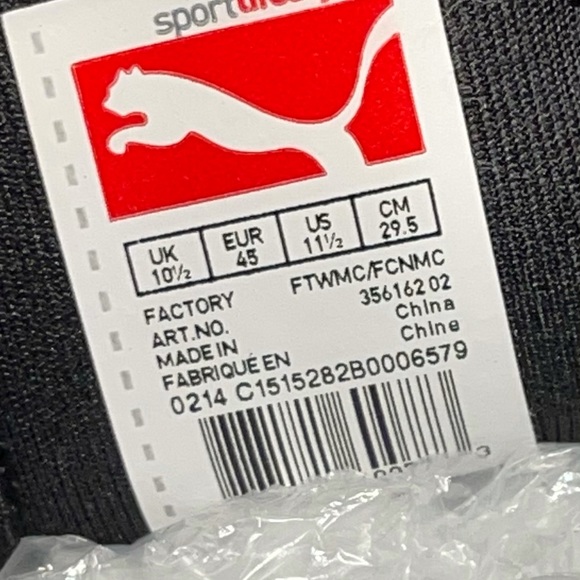 sport
UK EUR US CM
10½ 45 11½ 29.5
FACTORY FTWMC/FCNMC
ART.NO. 356162 02
MADE IN China
FABRIQUÉ EN Chine
0214 C1515282B0006579